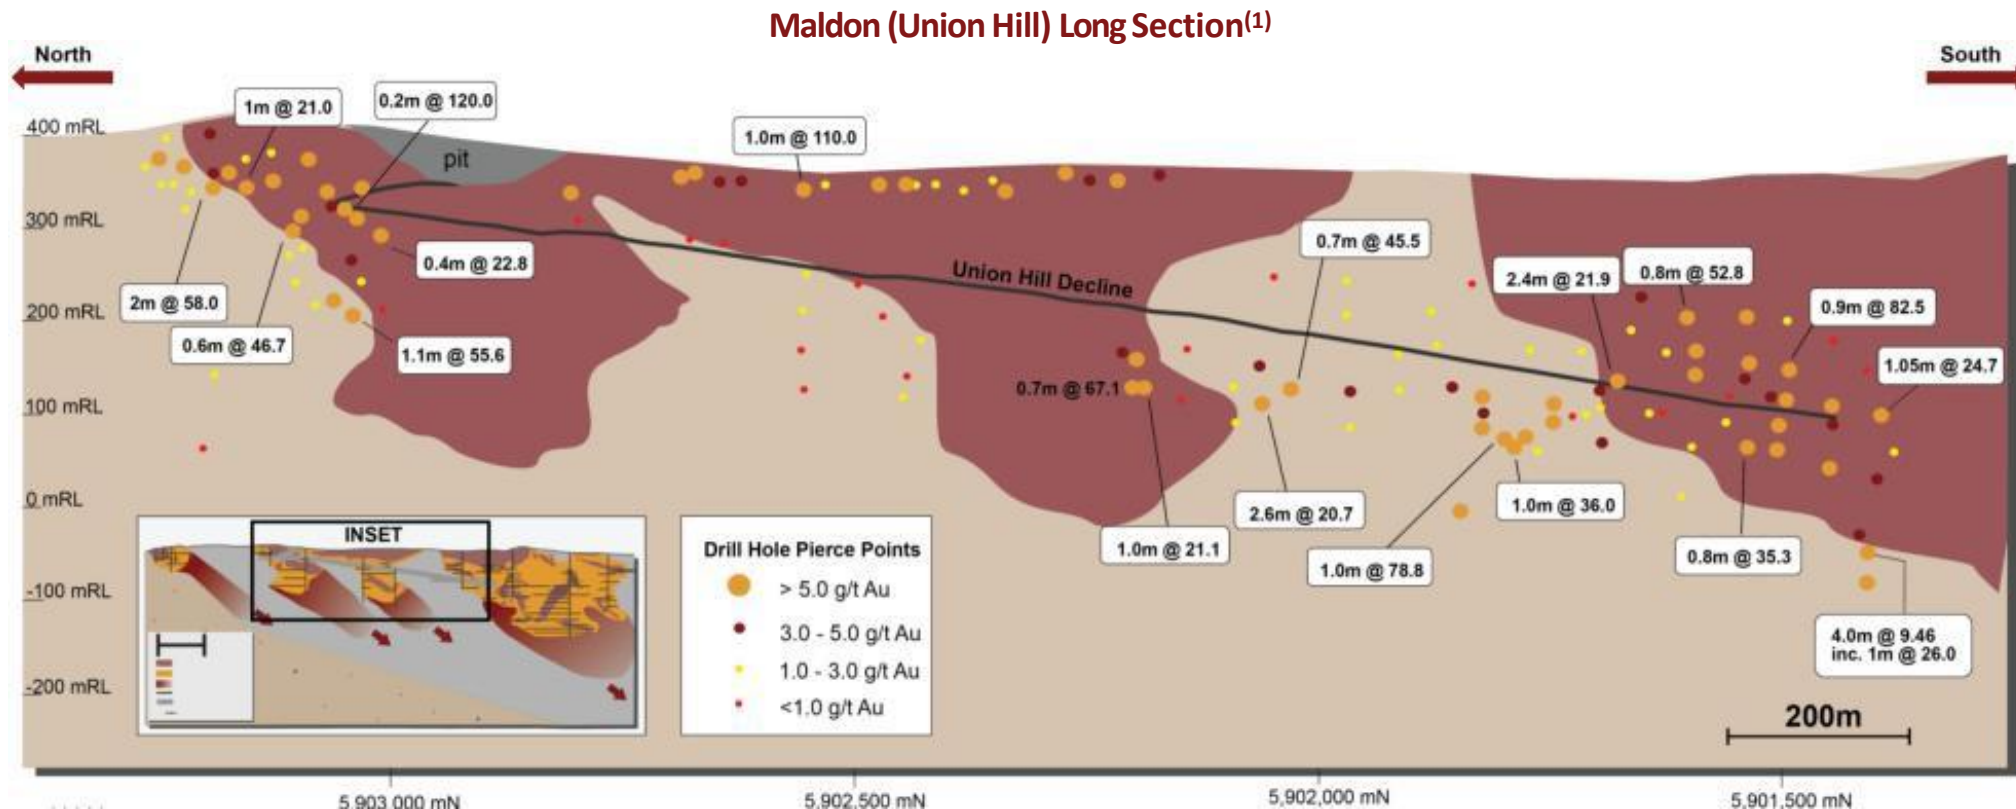 Maldon (Union Hill) Long Section(1)
North
South
1m @ 21.0
0.2m @ 120.0
1.0m @ 110.0
400 mRL
pit
300 mRL
0.4m @ 22.8
0.7m @ 45.5
2.4m @ 21.9
0.8m @ 52.8
Union Hill Decline
2m @ 58.0
200 mRL
0.9m @ 82.5
0.6m @ 46.7
1.1m @ 55.6
1.05m @ 24.7
0.7m @ 67.1
100 mRL
0 mRL
2.6m @ 20.7
1.0m @ 36.0
1.0m @ 21.1
1.0m @ 78.8
0.8m @ 35.3
INSET
Drill Hole Pierce Points
> 5.0 g/t Au
3.0 - 5.0 g/t Au
1.0 - 3.0 g/t Au
<1.0 g/t Au
-100 mRL
4.0m @ 9.46
inc. 1m @ 26.0
-200 mRL
200m
5,903,000 mN
5,902,500 mN
5,902,000 mN
5,901,500 mN